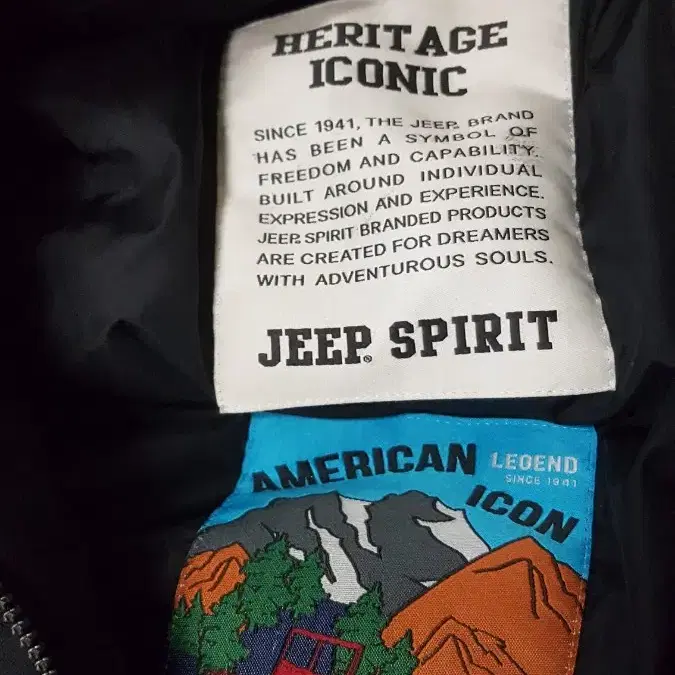 HERITAGE
ICONIC
SINCE 1941, THE JEEP® BRAND
HAS BEEN A SYMBOL OF
FREEDOM AND CAPABILITY.
BUILT AROUND INDIVIDUAL
EXPRESSION AND EXPERIENCE.
JEEP® SPIRIT BRANDED PRODUCTS
ARE CREATED FOR DREAMERS
WITH ADVENTUROUS SOULS.
JEEP® SPIRIT
AMERICAN LEGEND
SINCE 1941
ICON